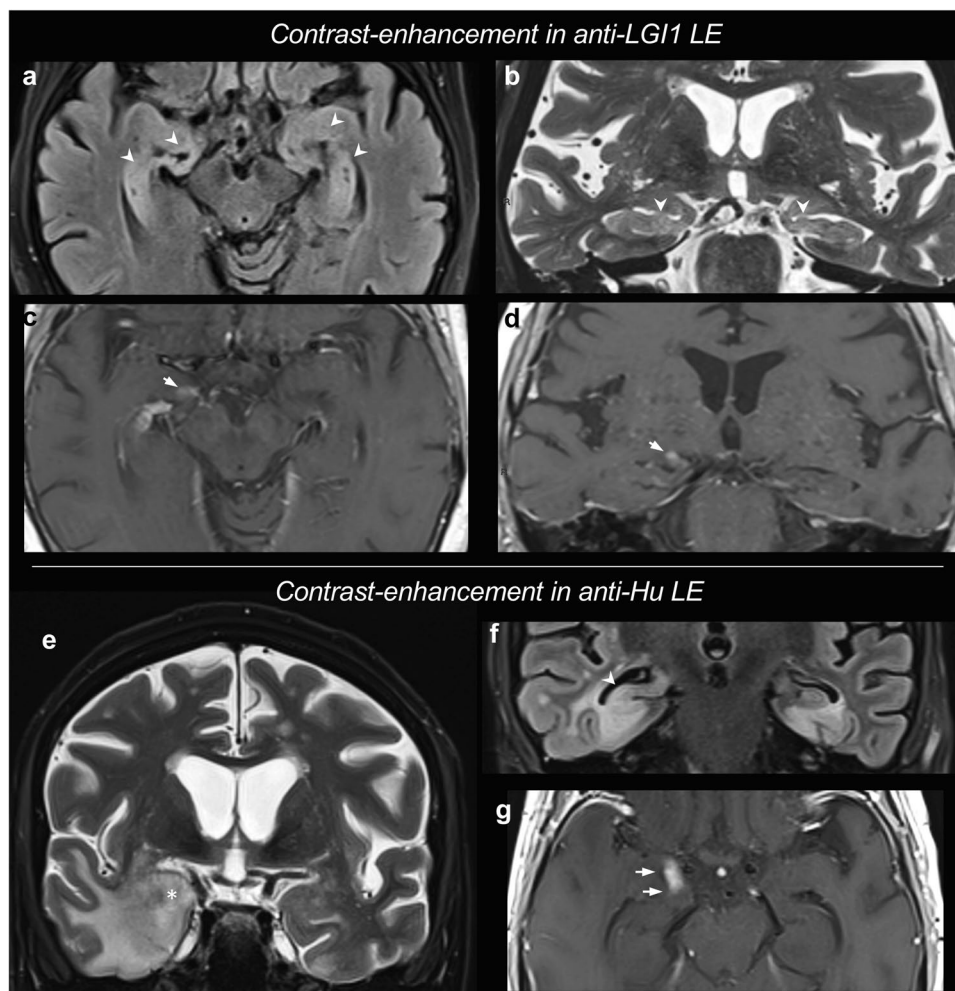 Contrast-enhancement in anti-LGI1 LE
a
b
c
d
Contrast-enhancement in anti-Hu LE
e
f
g
*